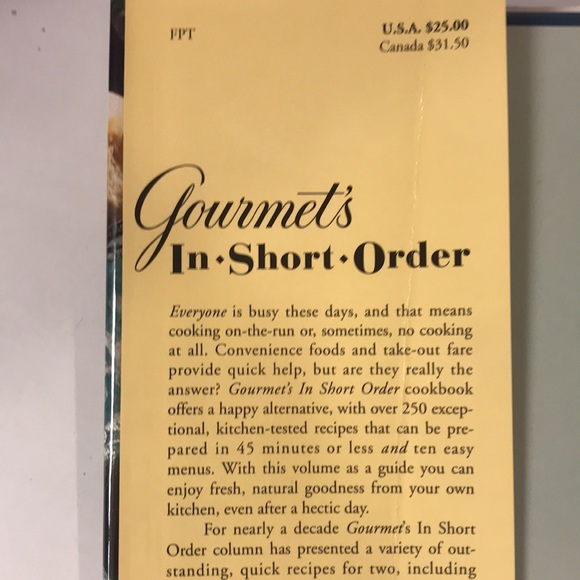 FPT
U.S.A. $25.00
Canada $31.50
Gourmet's
In•Short•Order
Everyone is busy these days, and that means
cooking on-the-run or, sometimes, no cooking
at all. Convenience foods and take-out fare
provide quick help, but are they really the
answer? Gourmet's In Short Order cookbook
offers a happy alternative, with over 250 excep-
tional, kitchen-tested recipes that can be pre-
pared in 45 minutes or less and ten easy
menus. With this volume as a guide you can
enjoy fresh, natural goodness from your own
kitchen, even after a hectic day.
For nearly a decade Gourmet's In Short
Order column has presented a variety of out-
standing, quick recipes for two, including